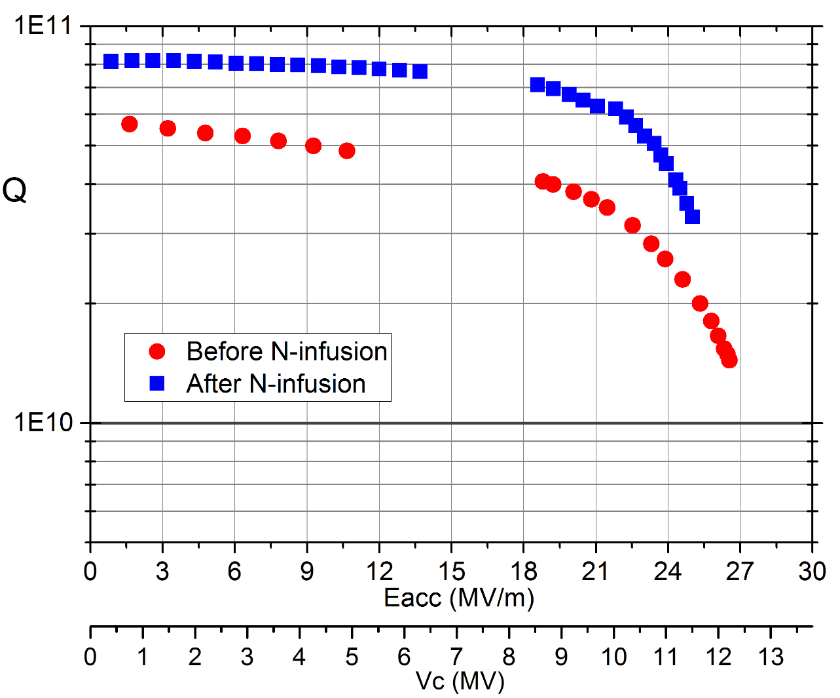 1E11
Q
Before N-infusion
After N-infusion
1E10
0 3 6 9 12 15 18 21 24 27 30
Eacc (MV/m)
0 1 2 3 4 5 6 7 8 9 10 11 12 13
Vc (MV)